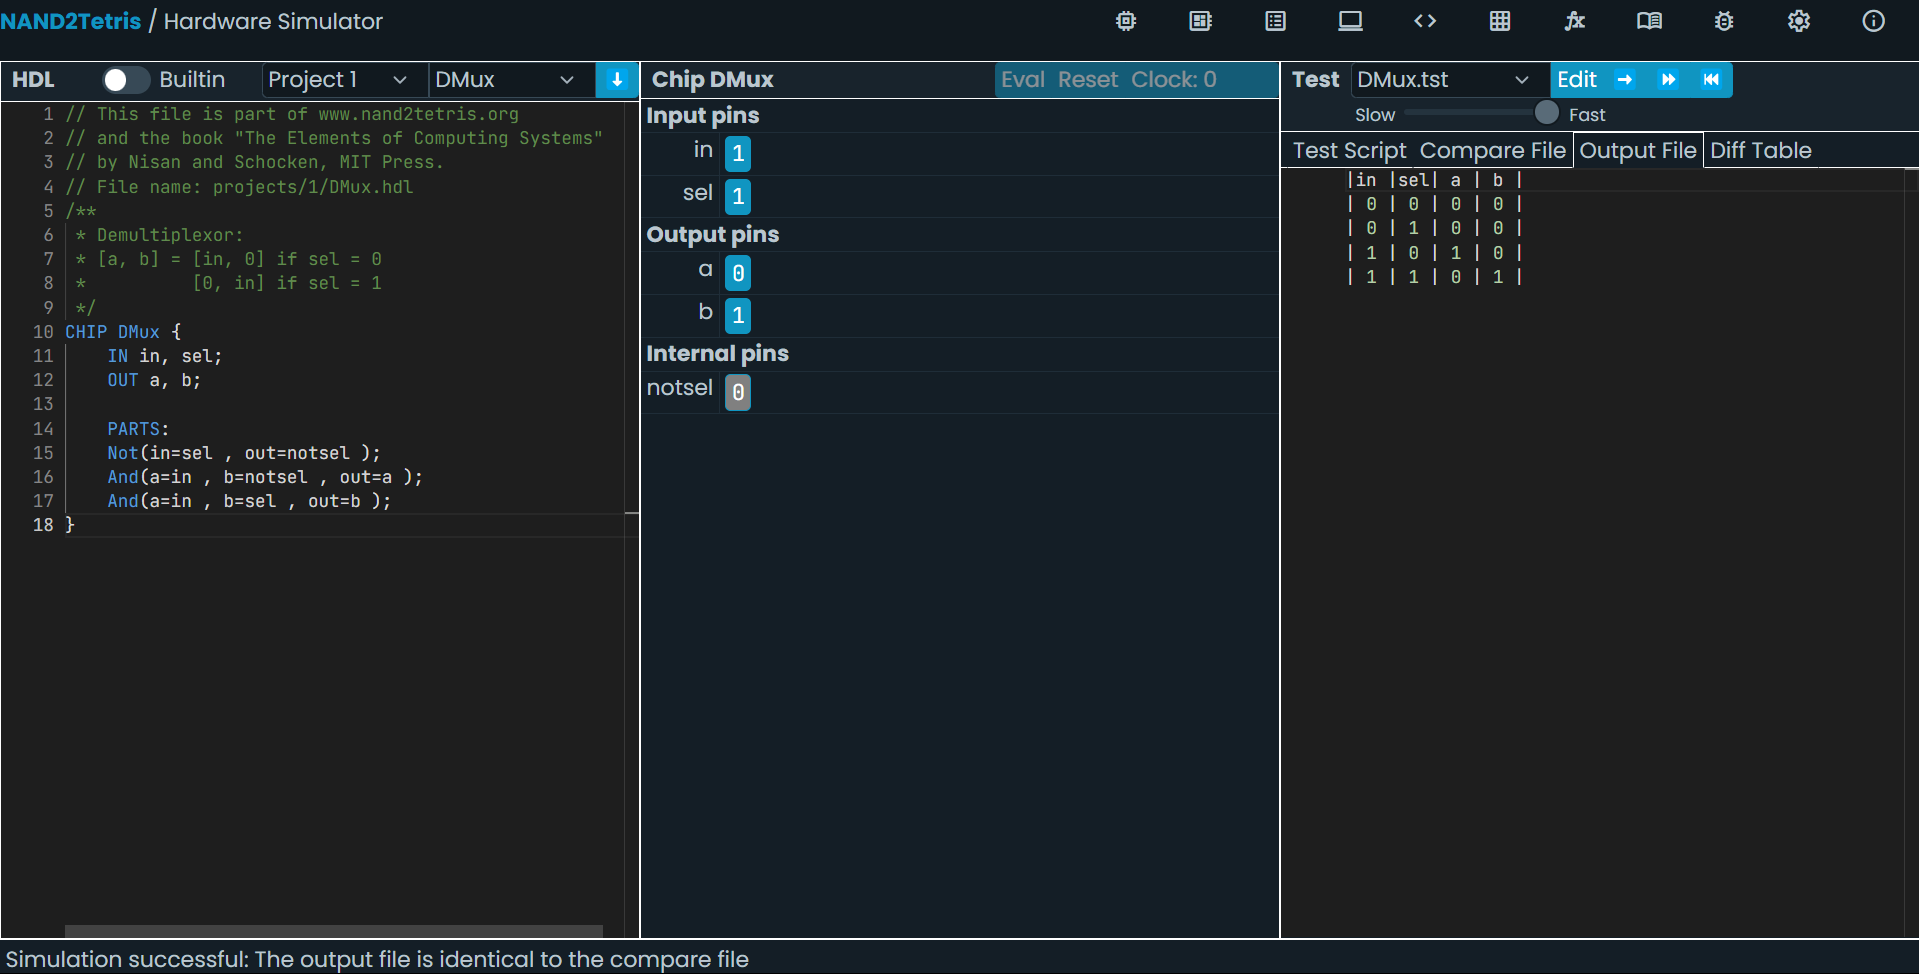 NAND2Tetris / Hardware Simulator
HDL Builtin Project 1 DMux
1 // This file is part of www.nand2tetris.org
2 // and the book "The Elements of Computing Systems"
3 // by Nisan and Schocken, MIT Press.
4 // File name: projects/1/DMux.hdl
5 /**
6 * Demultiplexor:
7 * [a, b] = [in, 0] if sel = 0
8 *          [0, in] if sel = 1
9 */
10 CHIP DMux {
11     IN in, sel;
12     OUT a, b;
13
14     PARTS:
15     Not(in=sel , out=notsel );
16     And(a=in , b=notsel , out=a );
17     And(a=in , b=sel , out=b );
18 }
Chip DMux Eval Reset Clock: 0
Input pins
in 1
sel 1
Output pins
a 0
b 1
Internal pins
notsel 0
Test DMux.tst Edit
Slow Fast
Test Script Compare File Output File Diff Table
|in |sel| a | b |
| 0 | 0 | 0 | 0 |
| 0 | 1 | 0 | 0 |
| 1 | 0 | 1 | 0 |
| 1 | 1 | 0 | 1 |
Simulation successful: The output file is identical to the compare file